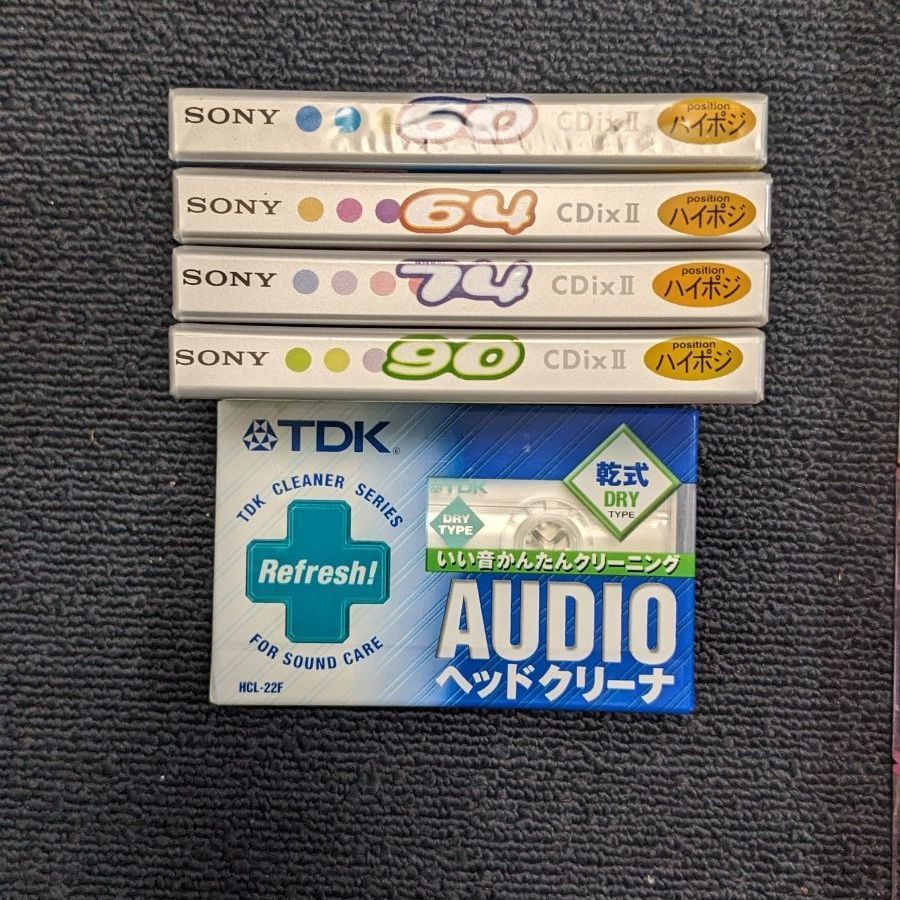 SONY 60 CDixⅡ position ハイポジ
SONY 64 CDixⅡ position ハイポジ
SONY 74 CDixⅡ position ハイポジ
SONY 90 CDixⅡ position ハイポジ
TDK®
TDK CLEANER SERIES
Refresh!
FOR SOUND CARE
HCL-22F
乾式
DRY
TYPE
TDK
DRY
TYPE
いい音かんたんクリーニング
AUDIO
ヘッドクリーナ